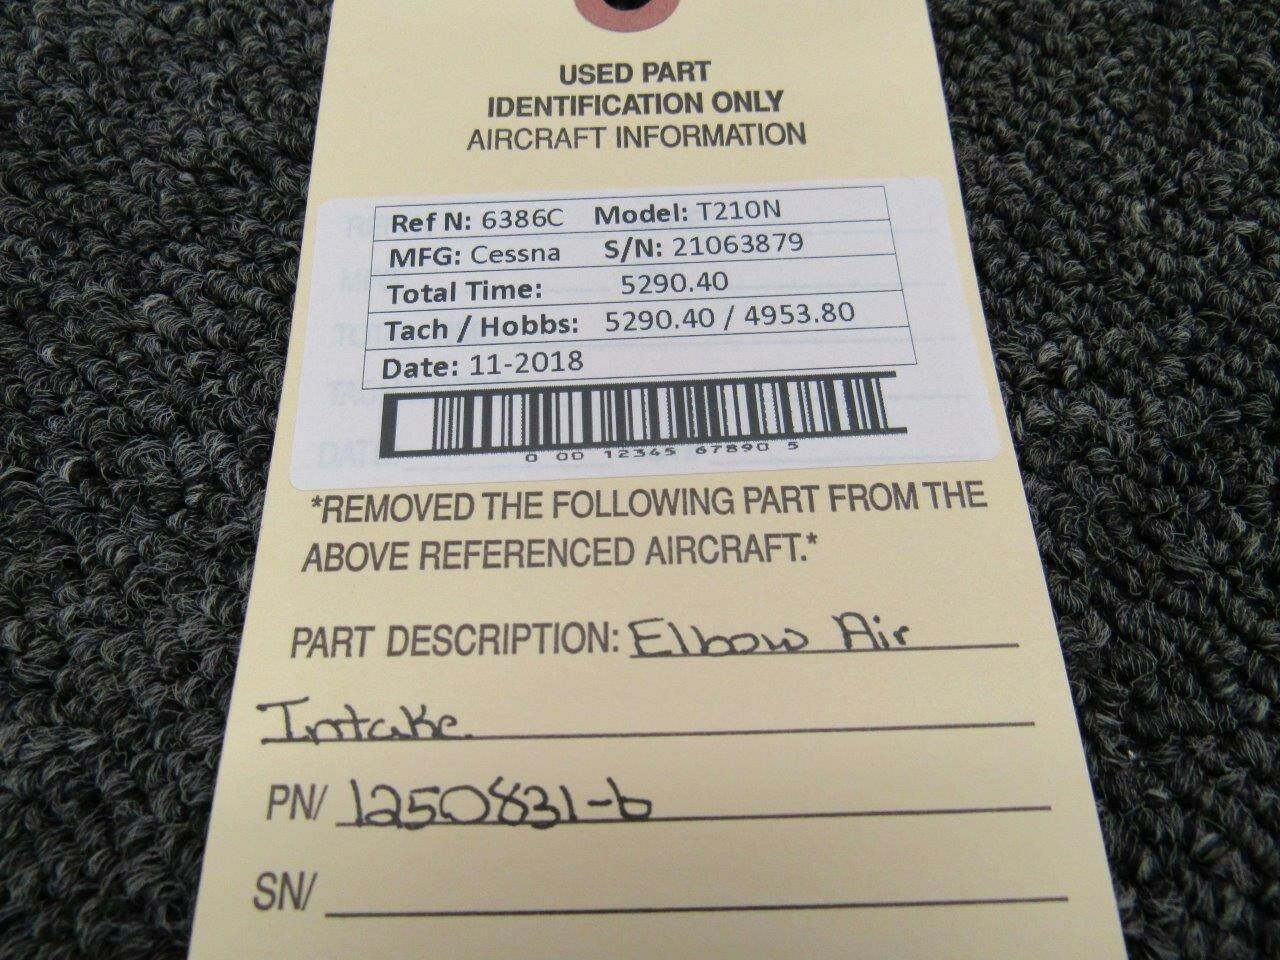 USED PART
IDENTIFICATION ONLY
AIRCRAFT INFORMATION
Ref N: 6386C Model: T210N
MFG: Cessna S/N: 21063879
Total Time: 5290.40
Tach / Hobbs: 5290.40 / 4953.80
Date: 11-2018
0 00 12345 67890 5
*REMOVED THE FOLLOWING PART FROM THE
ABOVE REFERENCED AIRCRAFT.*
PART DESCRIPTION: Elbow Air
Intake
PN/ 1250831-6
SN/